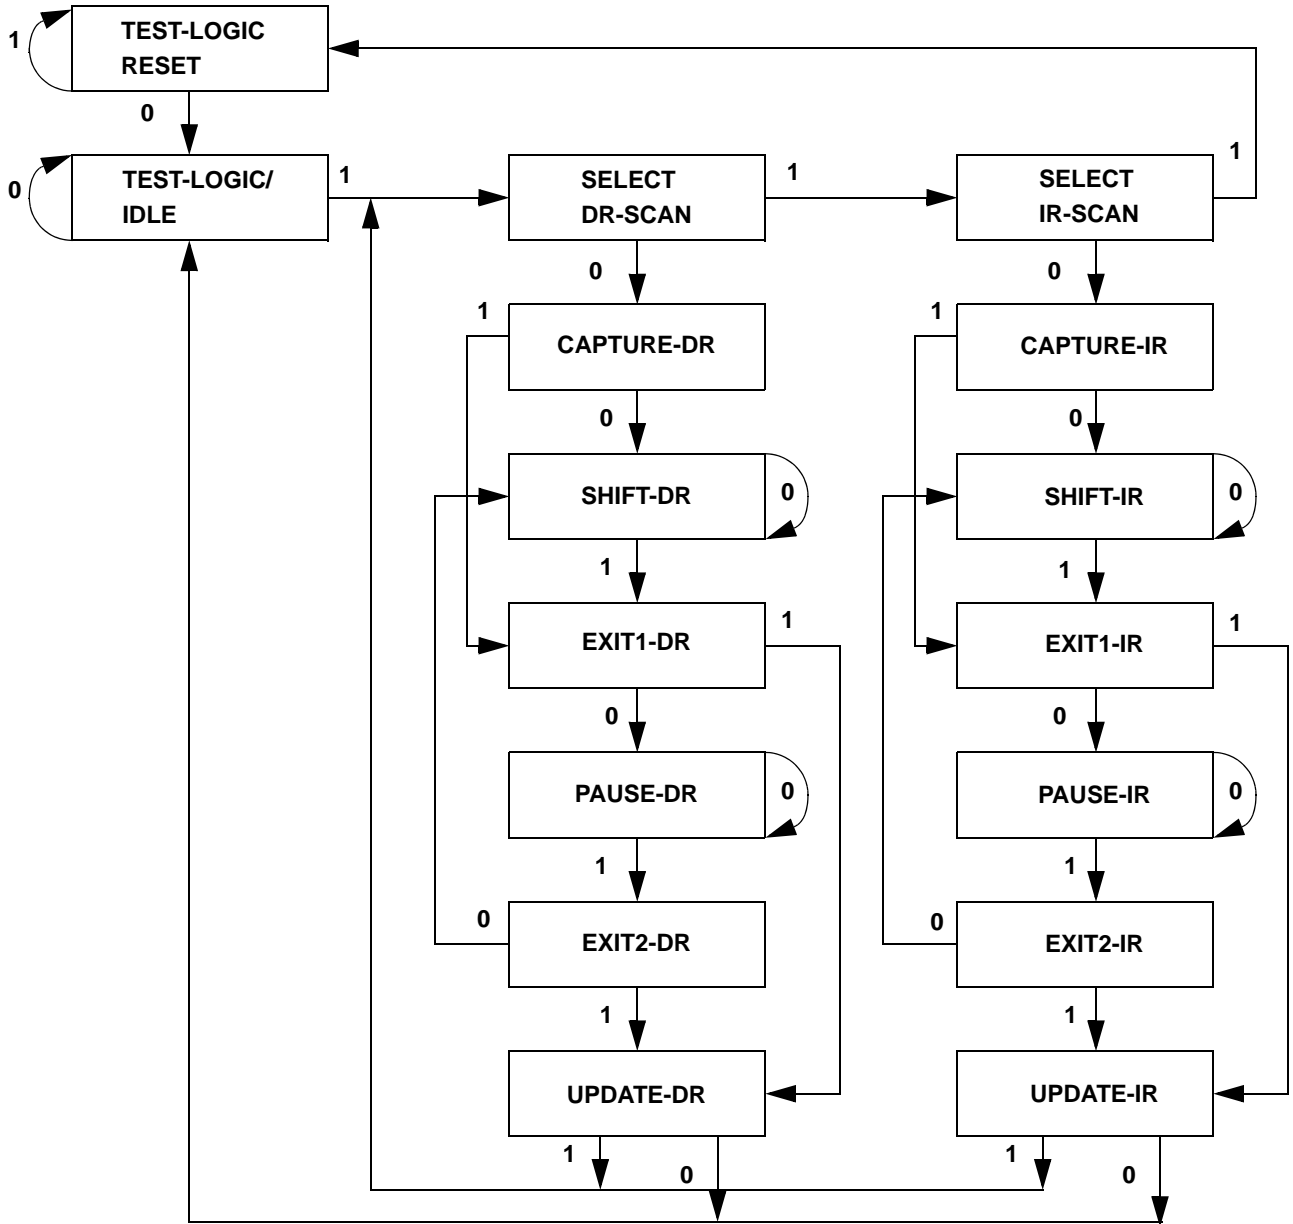 TEST-LOGIC
RESET
1
0
TEST-LOGIC/
IDLE
0
1
SELECT
DR-SCAN
1
SELECT
IR-SCAN
1
0
0
1
CAPTURE-DR
1
CAPTURE-IR
0
0
SHIFT-DR
0
SHIFT-IR
0
1
1
EXIT1-DR
1
EXIT1-IR
1
0
0
PAUSE-DR
0
PAUSE-IR
0
1
1
0
EXIT2-DR
0
EXIT2-IR
1
1
UPDATE-DR
UPDATE-IR
1
0
1
0